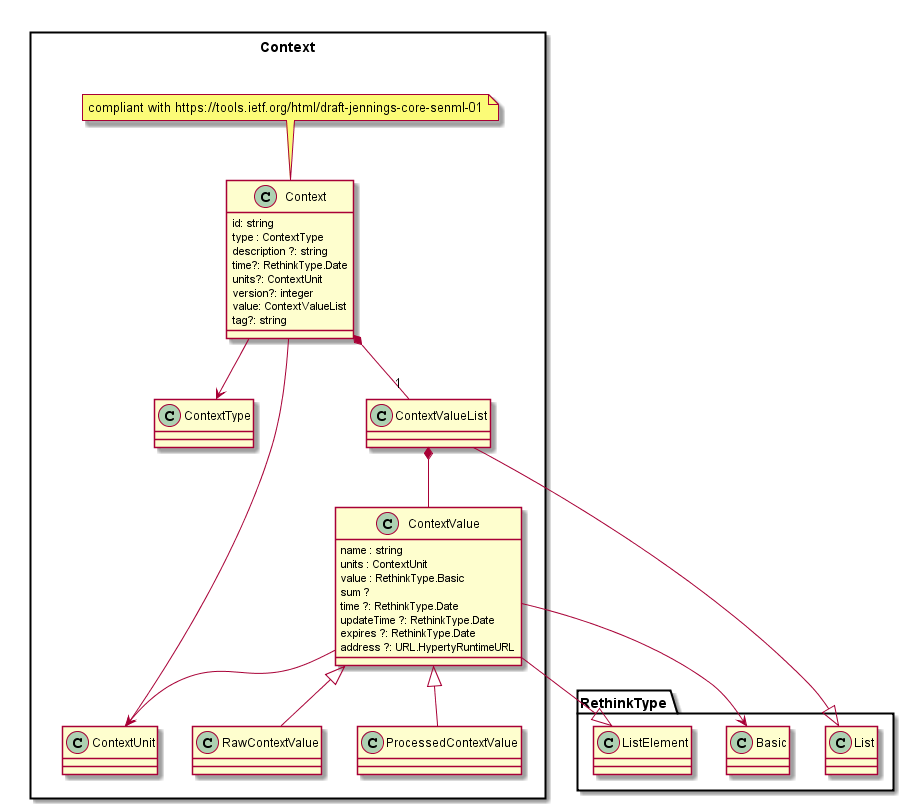 Context
compliant with https://tools.ietf.org/html/draft-jennings-core-senml-01
C Context
id: string
type : ContextType
description ?: string
time?: RethinkType.Date
units?: ContextUnit
version?: integer
value: ContextValueList
tag?: string
1
C ContextType
C ContextValueList
C ContextValue
name : string
units : ContextUnit
value : RethinkType.Basic
sum ?
time ?: RethinkType.Date
updateTime ?: RethinkType.Date
expires ?: RethinkType.Date
address ?: URL.HypertyRuntimeURL
RethinkType
C ContextUnit
C RawContextValue
C ProcessedContextValue
C ListElement
C Basic
C List